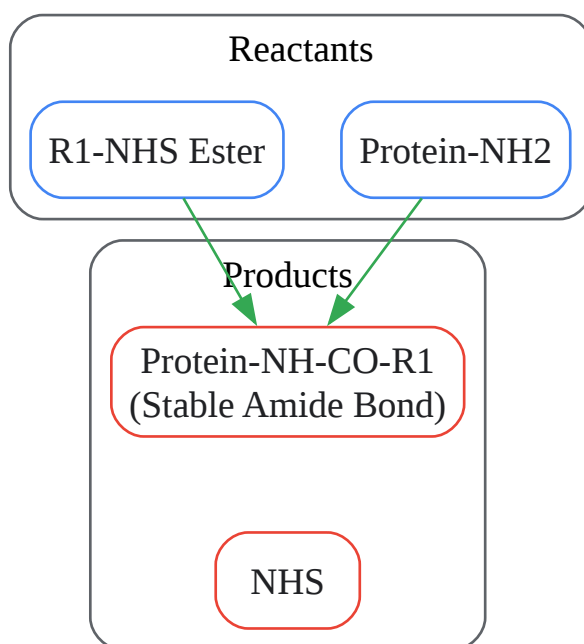 Reactants
R1-NHS Ester
Protein-NH2
Products
Protein-NH-CO-R1
(Stable Amide Bond)
NHS